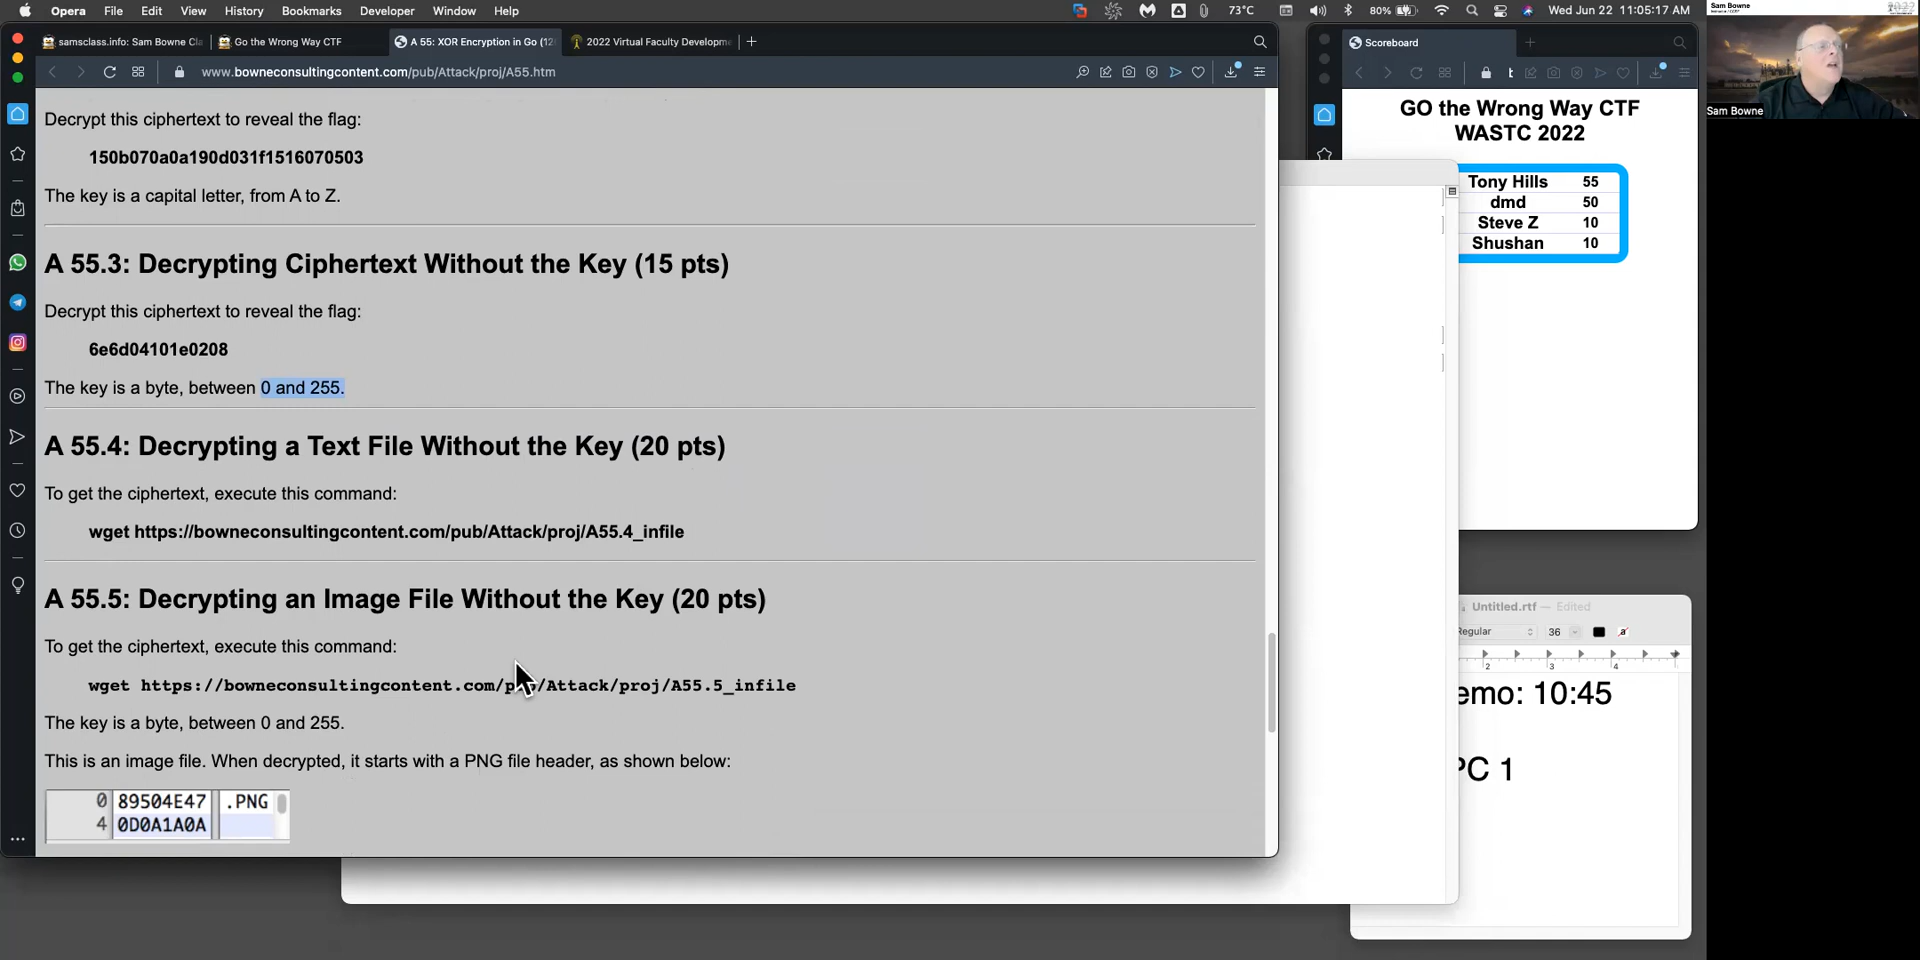 Opera File Edit View History Bookmarks Developer Window Help
73°C 80% Wed Jun 22 11:05:17 AM
samsclass.info: Sam Bowne Cl
Go the Wrong Way CTF
A 55: XOR Encryption in Go (12
2022 Virtual Faculty Developm
www.bowneconsultingcontent.com/pub/Attack/proj/A55.htm
Decrypt this ciphertext to reveal the flag:
150b070a0a190d031f1516070503
The key is a capital letter, from A to Z.
A 55.3: Decrypting Ciphertext Without the Key (15 pts)
Decrypt this ciphertext to reveal the flag:
6e6d04101e0208
The key is a byte, between 0 and 255.
A 55.4: Decrypting a Text File Without the Key (20 pts)
To get the ciphertext, execute this command:
wget https://bowneconsultingcontent.com/pub/Attack/proj/A55.4_infile
A 55.5: Decrypting an Image File Without the Key (20 pts)
To get the ciphertext, execute this command:
wget https://bowneconsultingcontent.com/pub/Attack/proj/A55.5_infile
The key is a byte, between 0 and 255.
This is an image file. When decrypted, it starts with a PNG file header, as shown below:
0 89504E47 .PNG
4 0D0A1A0A
Scoreboard
GO the Wrong Way CTF
WASTC 2022
Tony Hills 55
dmd 50
Steve Z 10
Shushan 10
Untitled.rtf — Edited
Regular 36
2 3 4
emo: 10:45
PC 1
Sam Bowne
Sam Bowne